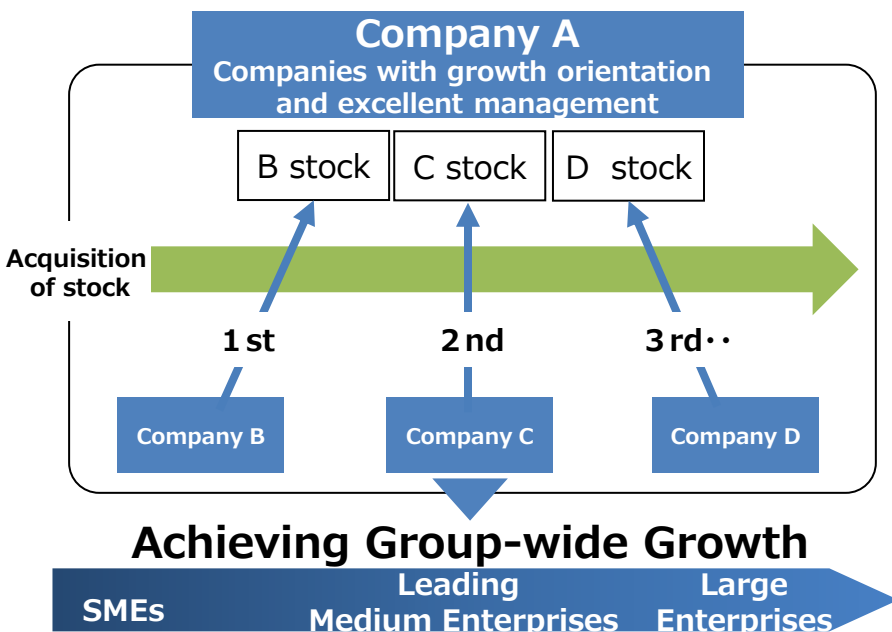 Company A
Companies with growth orientation
and excellent management
B stock
C stock
D stock
Acquisition
of stock
1st
2nd
3rd・・
Company B
Company C
Company D
Achieving Group-wide Growth
SMEs
Leading
Medium Enterprises
Large
Enterprises